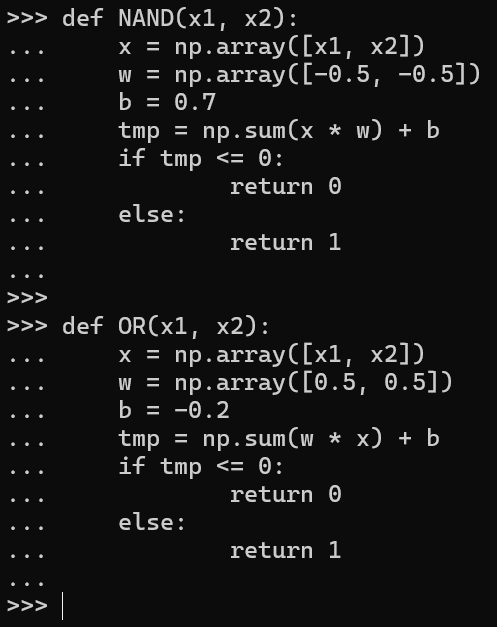 >>> def NAND(x1, x2):
...     x = np.array([x1, x2])
...     w = np.array([-0.5, -0.5])
...     b = 0.7
...     tmp = np.sum(x * w) + b
...     if tmp <= 0:
...             return 0
...     else:
...             return 1
...
>>>
>>> def OR(x1, x2):
...     x = np.array([x1, x2])
...     w = np.array([0.5, 0.5])
...     b = -0.2
...     tmp = np.sum(w * x) + b
...     if tmp <= 0:
...             return 0
...     else:
...             return 1
...
>>>